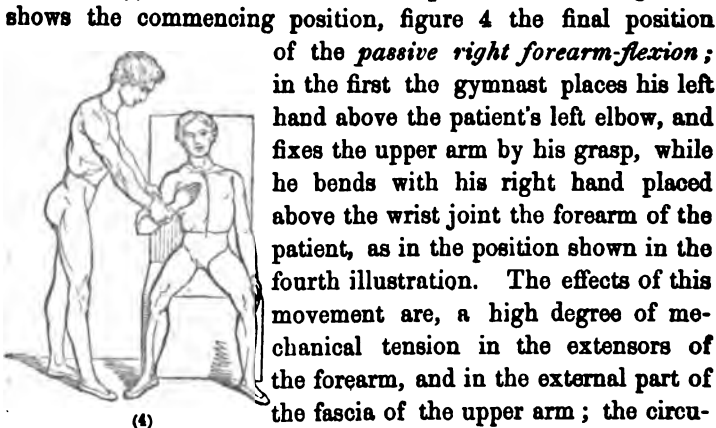 shows the commencing position, figure 4 the final position
of the passive right forearm-flexion;
in the first the gymnast places his left
hand above the patient's left elbow, and
fixes the upper arm by his grasp, while
he bends with his right hand placed
above the wrist joint the forearm of the
patient, as in the position shown in the
fourth illustration. The effects of this
movement are, a high degree of me-
chanical tension in the extensors of
the forearm, and in the external part of
the fascia of the upper arm; the circu-
(4)